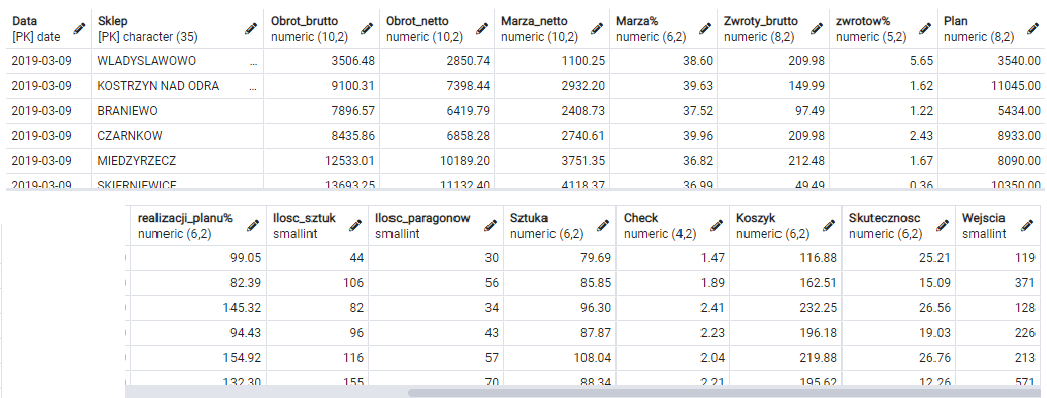 Data Sklep Obrot_brutto Obrot_netto Marza_netto Marza% Zwroty_brutto zwrotow% Plan
[PK] date [PK] character (35) numeric (10,2) numeric (10,2) numeric (10,2) numeric (6,2) numeric (8,2) numeric (5,2) numeric (8,2)
2019-03-09 WLADYSLAWOWO ... 3506.48 2850.74 1100.25 38.60 209.98 5.65 3540.00
2019-03-09 KOSTRZYN NAD ODRA ... 9100.31 7398.44 2932.20 39.63 149.99 1.62 11045.00
2019-03-09 BRANIEWO 7896.57 6419.79 2408.73 37.52 97.49 1.22 5434.00
2019-03-09 CZARNKOW 8435.86 6858.28 2740.61 39.96 209.98 2.43 8933.00
2019-03-09 MIEDZYRZECZ 12533.01 10189.20 3751.35 36.82 212.48 1.67 8090.00
2019-03-09 SKIERNIEWICE 13693.25 11132.40 4118.37 36.99 49.49 0.36 10350.00
realizacji_planu% Ilosc_sztuk Ilosc_paragonow Sztuka Check Koszyk Skutecznosc Wejscia
numeric (6,2) smallint smallint numeric (6,2) numeric (4,2) numeric (6,2) numeric (6,2) smallint
99.05 44 30 79.69 1.47 116.88 25.21 119
82.39 106 56 85.85 1.89 162.51 15.09 371
145.32 82 34 96.30 2.41 232.25 26.56 128
94.43 96 43 87.87 2.23 196.18 19.03 226
154.92 116 57 108.04 2.04 219.88 26.76 213
132.30 155 70 88.34 2.21 195.62 12.26 571